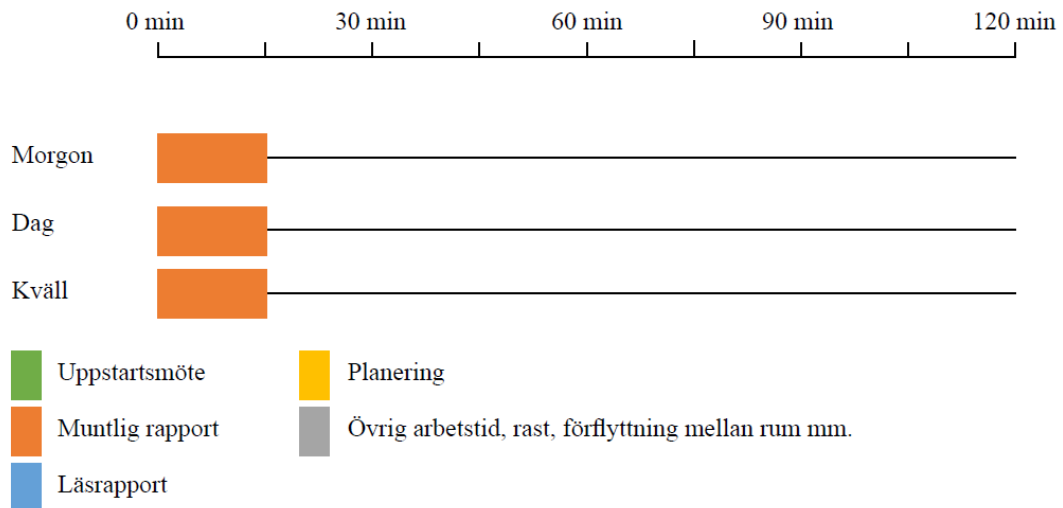 0 min 30 min 60 min 90 min 120 min
Morgon
Dag
Kväll
Uppstartsmöte Planering
Muntlig rapport Övrig arbetstid, rast, förflyttning mellan rum mm.
Läsrapport